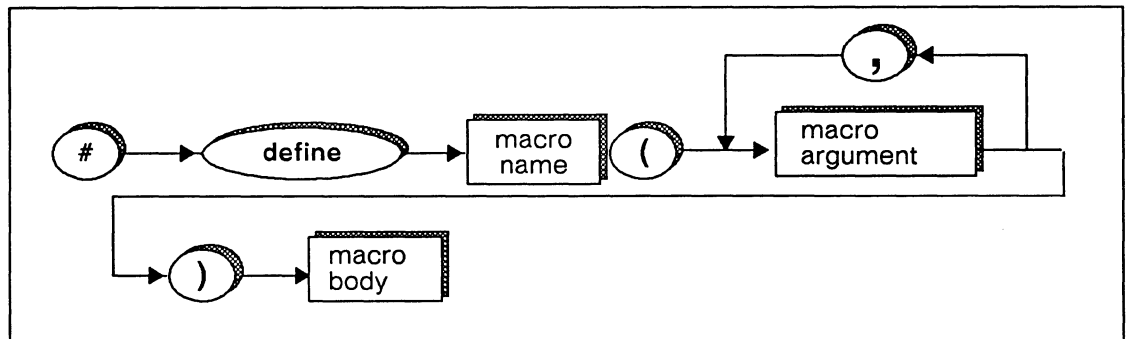 ,
# define macro name ( macro argument
) macro body